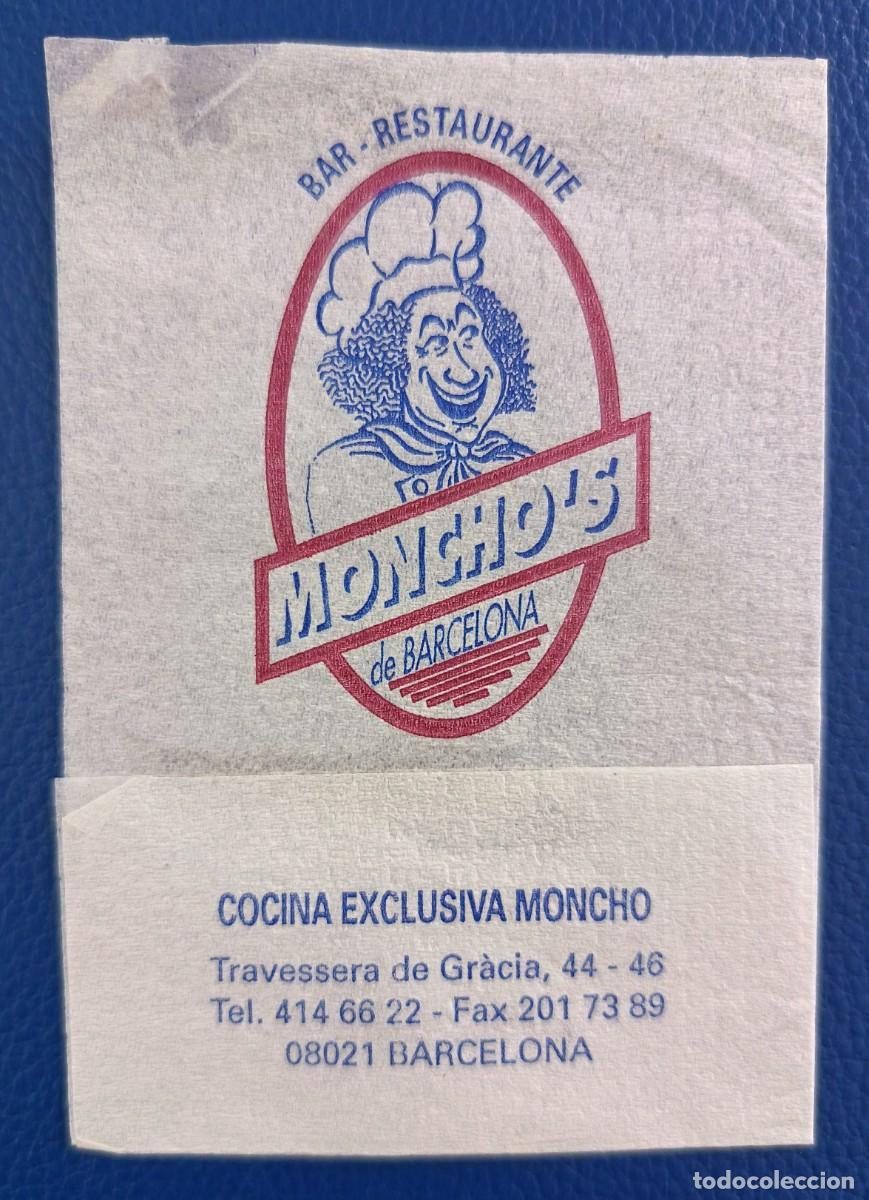 BAR - RESTAURANTE
MONCHO'S
de BARCELONA
COCINA EXCLUSIVA MONCHO
Travessera de Gràcia, 44 - 46
Tel. 414 66 22 - Fax 201 73 89
08021 BARCELONA
todocoleccion